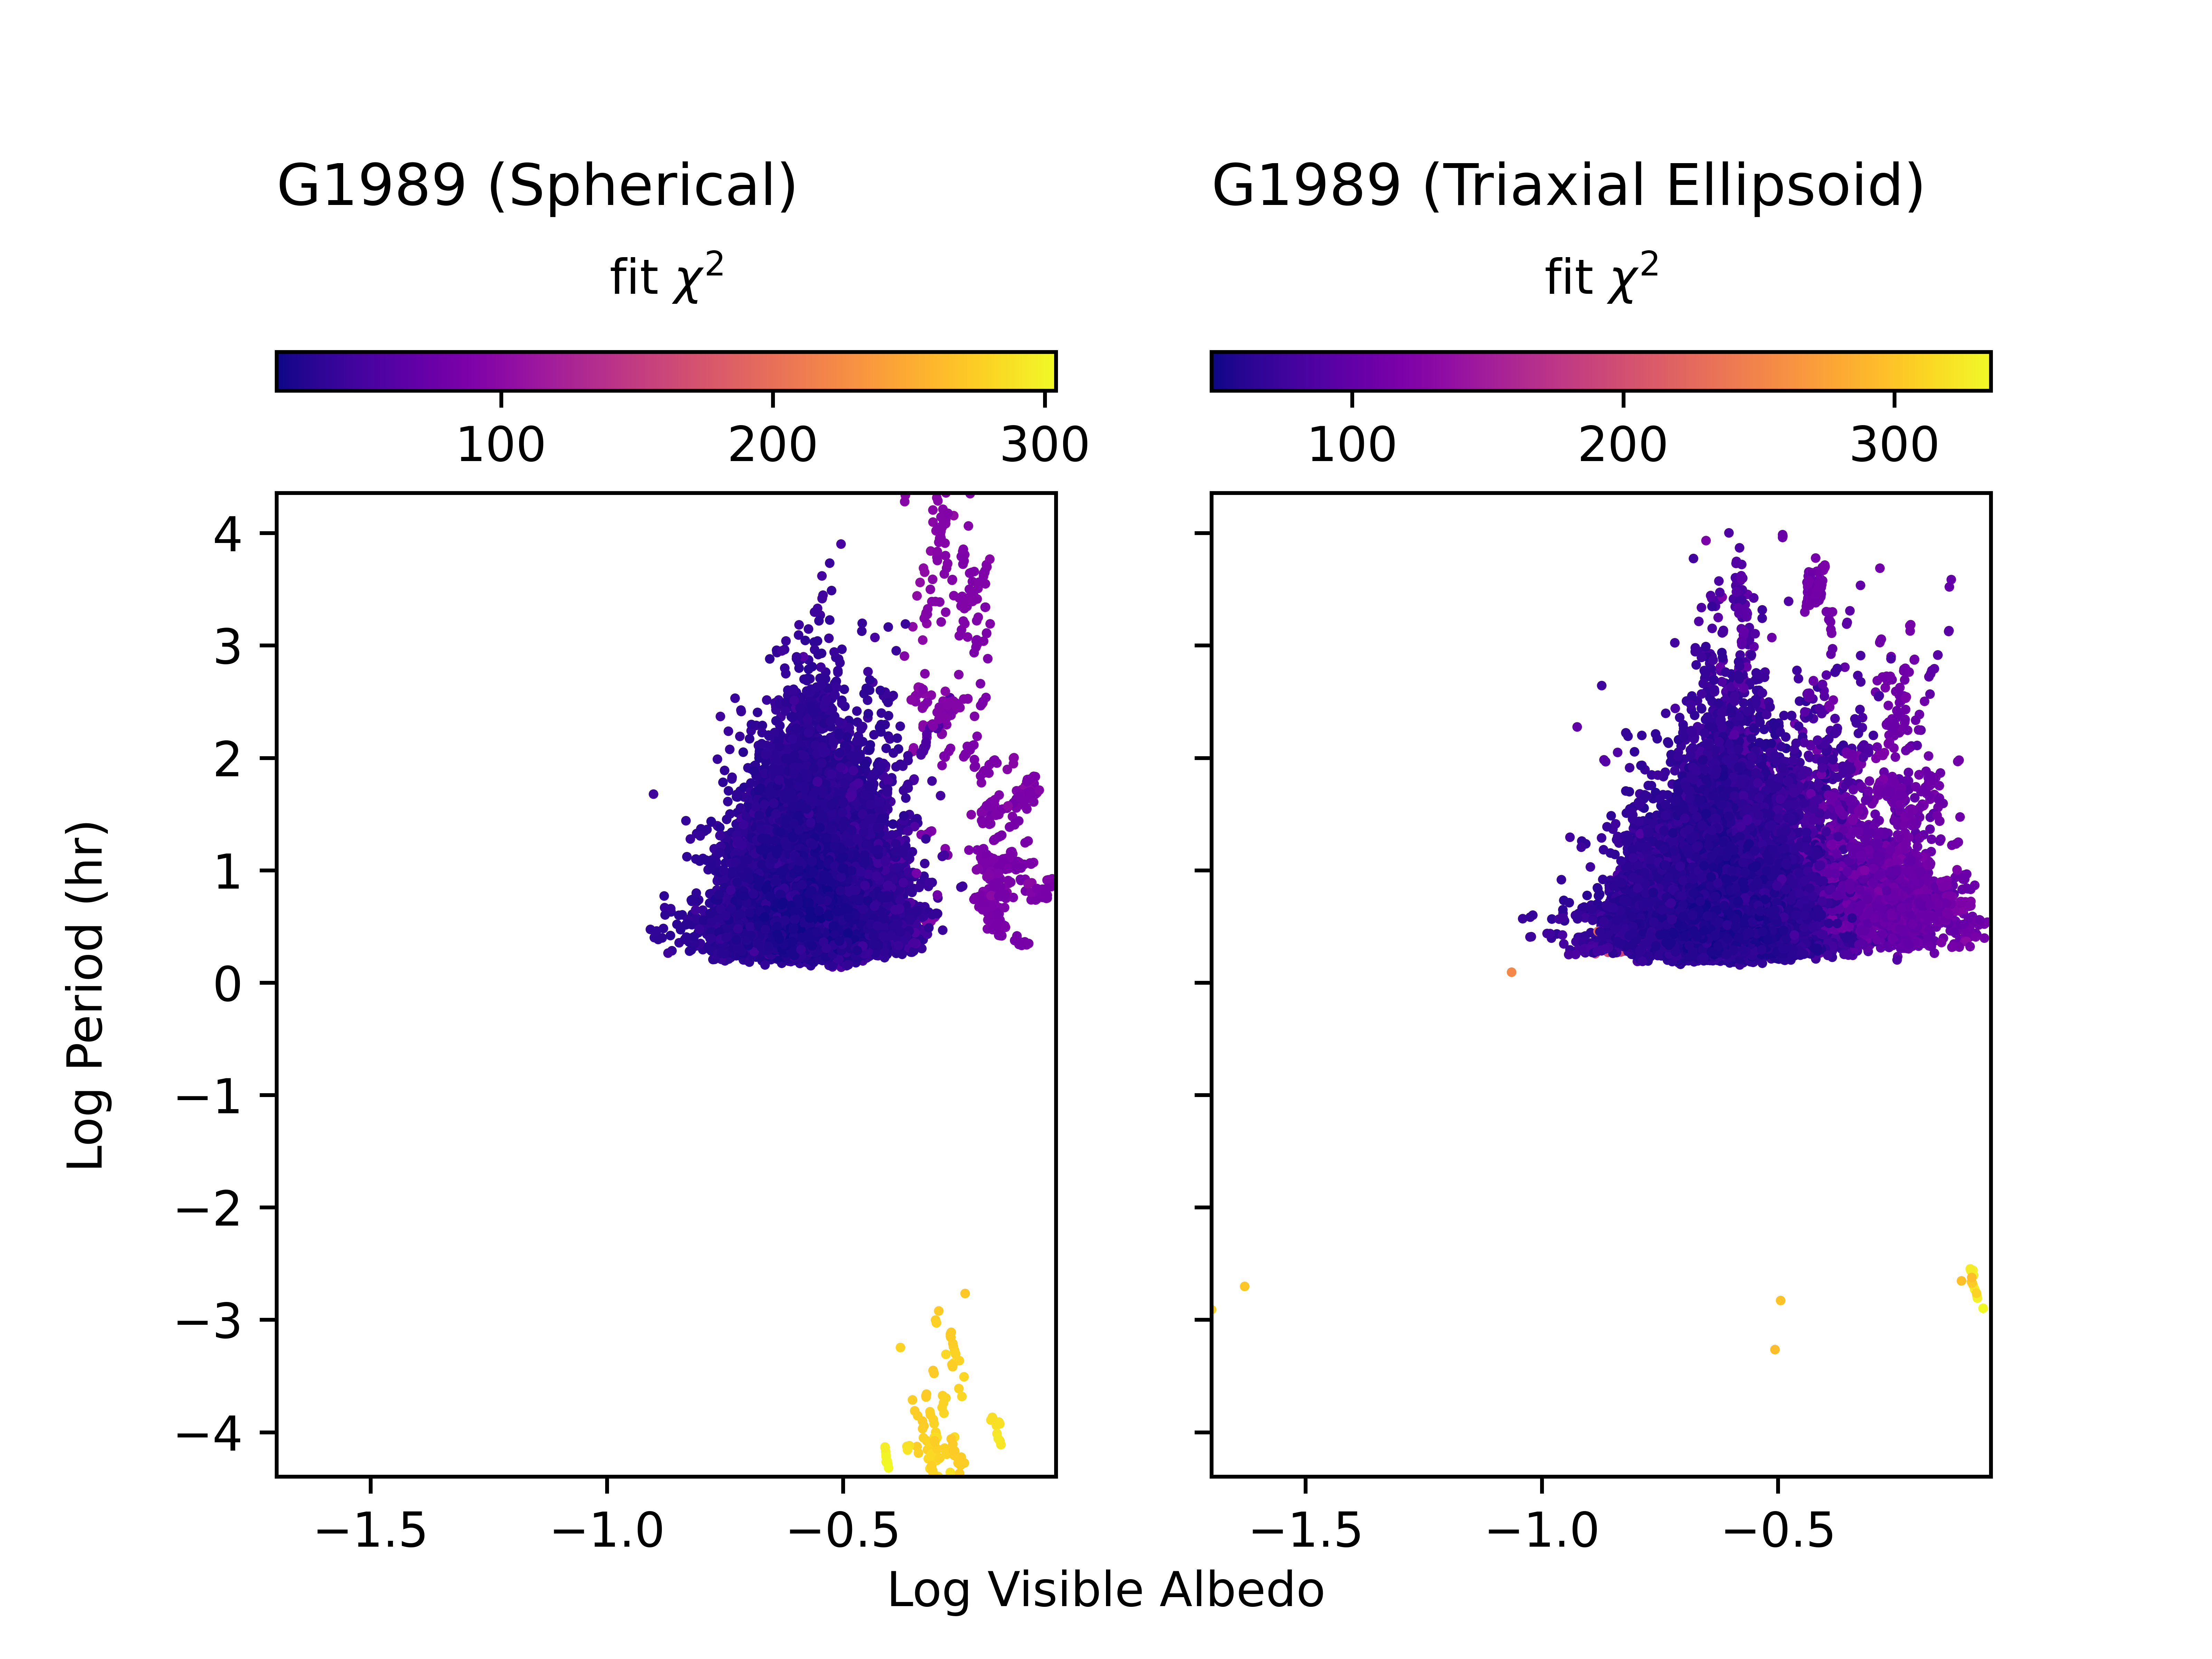 G1989 (Spherical) G1989 (Triaxial Ellipsoid)
fit χ² fit χ²
100 200 300 100 200 300
4
3
2
1
0
−1
−2
−3
−4
Log Period (hr)
−1.5 −1.0 −0.5 −1.5 −1.0 −0.5
Log Visible Albedo